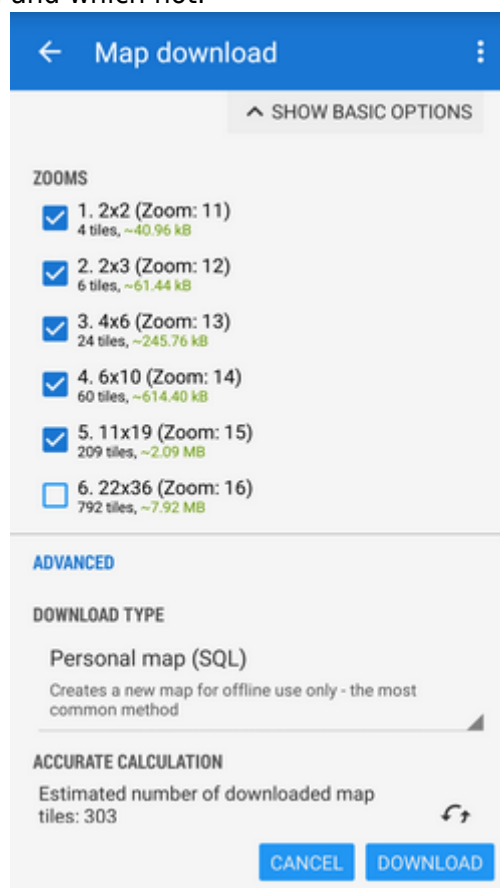 and which not.
Map download
SHOW BASIC OPTIONS
ZOOMS
1. 2x2 (Zoom: 11)
4 tiles, ~40.96 kB
2. 2x3 (Zoom: 12)
6 tiles, ~61.44 kB
3. 4x6 (Zoom: 13)
24 tiles, ~245.76 kB
4. 6x10 (Zoom: 14)
60 tiles, ~614.40 kB
5. 11x19 (Zoom: 15)
209 tiles, ~2.09 MB
6. 22x36 (Zoom: 16)
792 tiles, ~7.92 MB
ADVANCED
DOWNLOAD TYPE
Personal map (SQL)
Creates a new map for offline use only - the most
common method
ACCURATE CALCULATION
Estimated number of downloaded map
tiles: 303
CANCEL DOWNLOAD